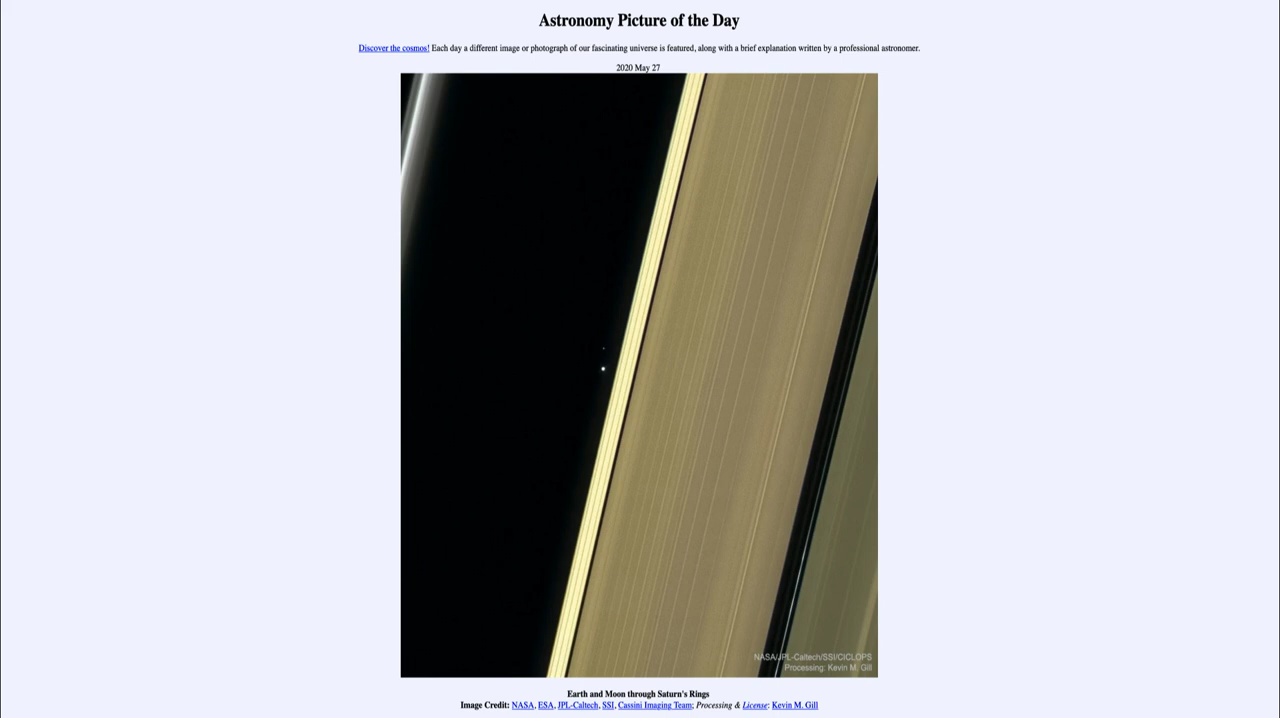 Astronomy Picture of the Day
Discover the cosmos! Each day a different image or photograph of our fascinating universe is featured, along with a brief explanation written by a professional astronomer.
2020 May 27
NASA/JPL-Caltech/SSI/CICLOPS
Processing: Kevin M. Gill
Earth and Moon through Saturn's Rings
Image Credit: NASA, ESA, JPL-Caltech, SSI, Cassini Imaging Team; Processing & License: Kevin M. Gill